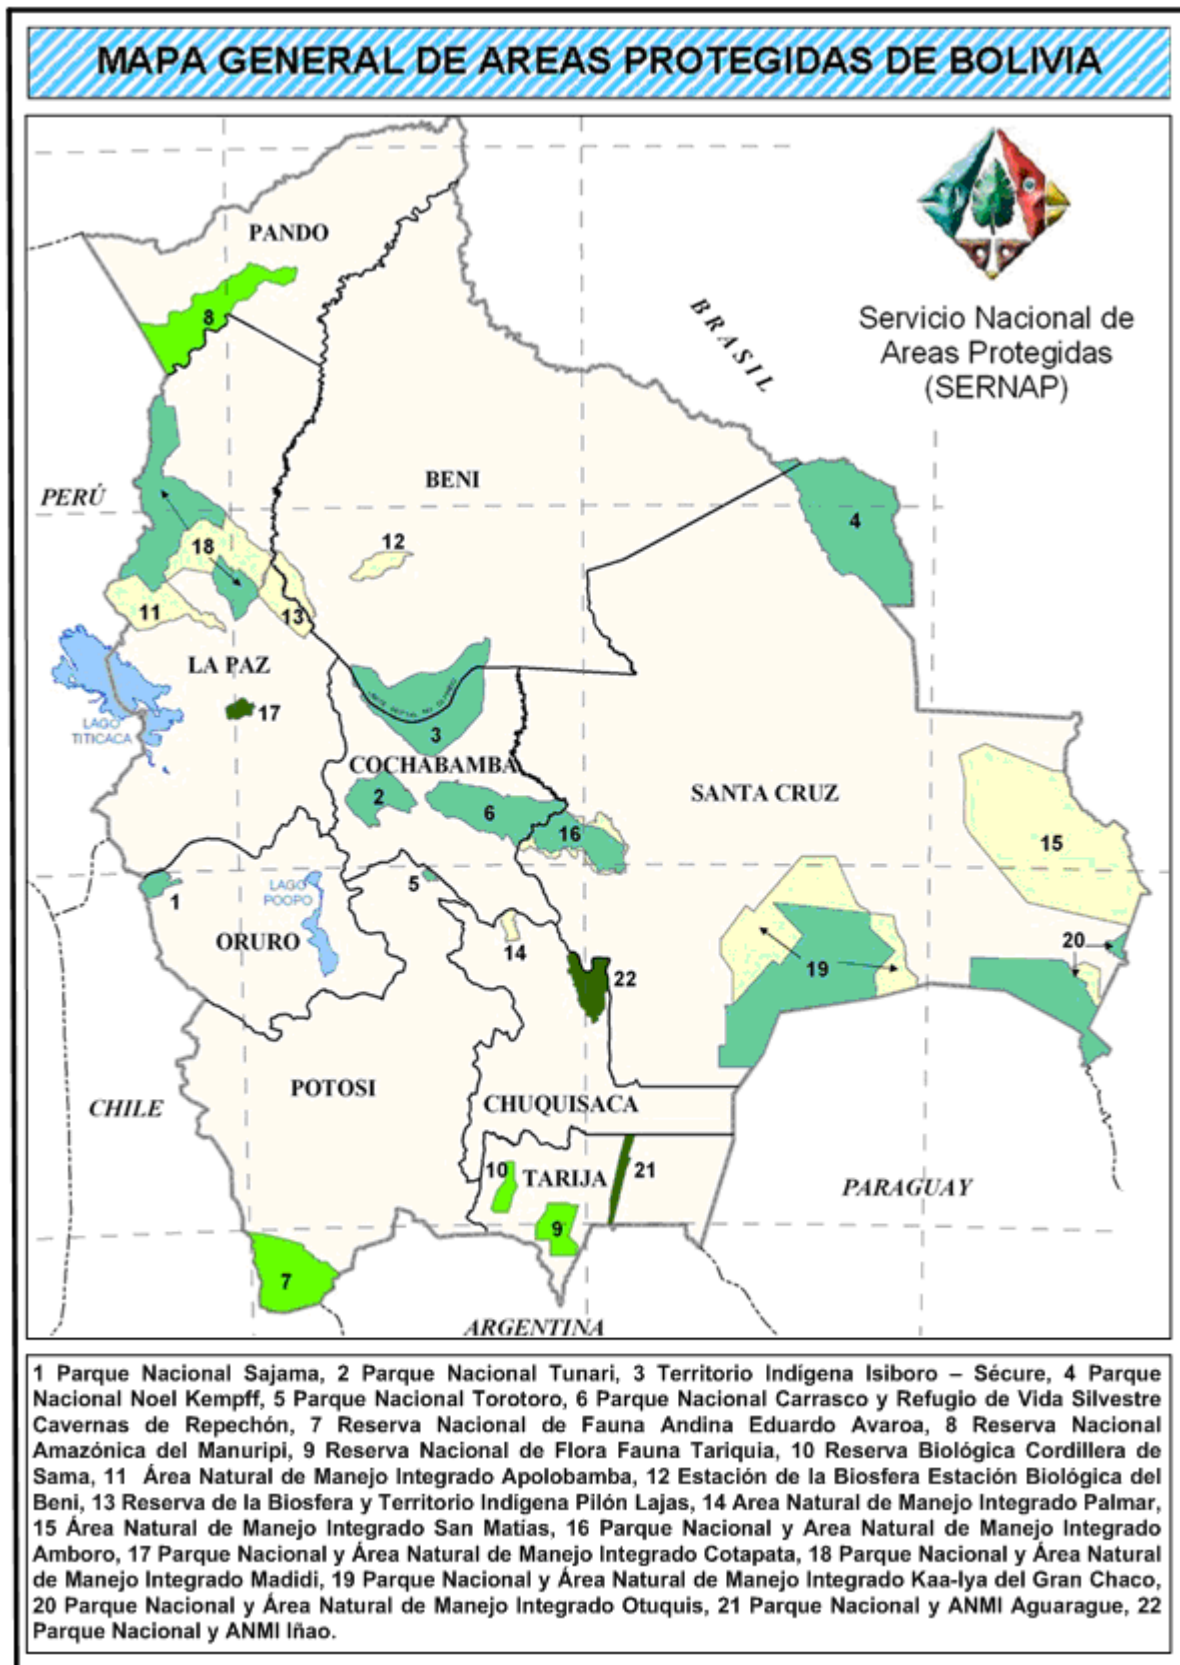 MAPA GENERAL DE AREAS PROTEGIDAS DE BOLIVIA
Servicio Nacional de
Areas Protegidas
(SERNAP)
PANDO
8
BRASIL
BENI
PERÚ
4
12
18
11
13
LA PAZ
17
LAGO
TITICACA
3
COCHABAMBA
2
6
16
SANTA CRUZ
15
5
1
LAGO
POOPO
ORURO
14
22
19
20
POTOSI
CHILE
CHUQUISACA
10
TARIJA
21
PARAGUAY
9
7
ARGENTINA
1 Parque Nacional Sajama, 2 Parque Nacional Tunari, 3 Territorio Indígena Isiboro – Sécure, 4 Parque
Nacional Noel Kempff, 5 Parque Nacional Torotoro, 6 Parque Nacional Carrasco y Refugio de Vida Silvestre
Cavernas de Repechón, 7 Reserva Nacional de Fauna Andina Eduardo Avaroa, 8 Reserva Nacional
Amazónica del Manuripi, 9 Reserva Nacional de Flora Fauna Tariquia, 10 Reserva Biológica Cordillera de
Sama, 11 Área Natural de Manejo Integrado Apolobamba, 12 Estación de la Biosfera Estación Biológica del
Beni, 13 Reserva de la Biosfera y Territorio Indígena Pilón Lajas, 14 Area Natural de Manejo Integrado Palmar,
15 Área Natural de Manejo Integrado San Matías, 16 Parque Nacional y Area Natural de Manejo Integrado
Amboro, 17 Parque Nacional y Área Natural de Manejo Integrado Cotapata, 18 Parque Nacional y Área Natural
de Manejo Integrado Madidi, 19 Parque Nacional y Área Natural de Manejo Integrado Kaa-Iya del Gran Chaco,
20 Parque Nacional y Área Natural de Manejo Integrado Otuquis, 21 Parque Nacional y ANMI Aguarague, 22
Parque Nacional y ANMI Iñao.